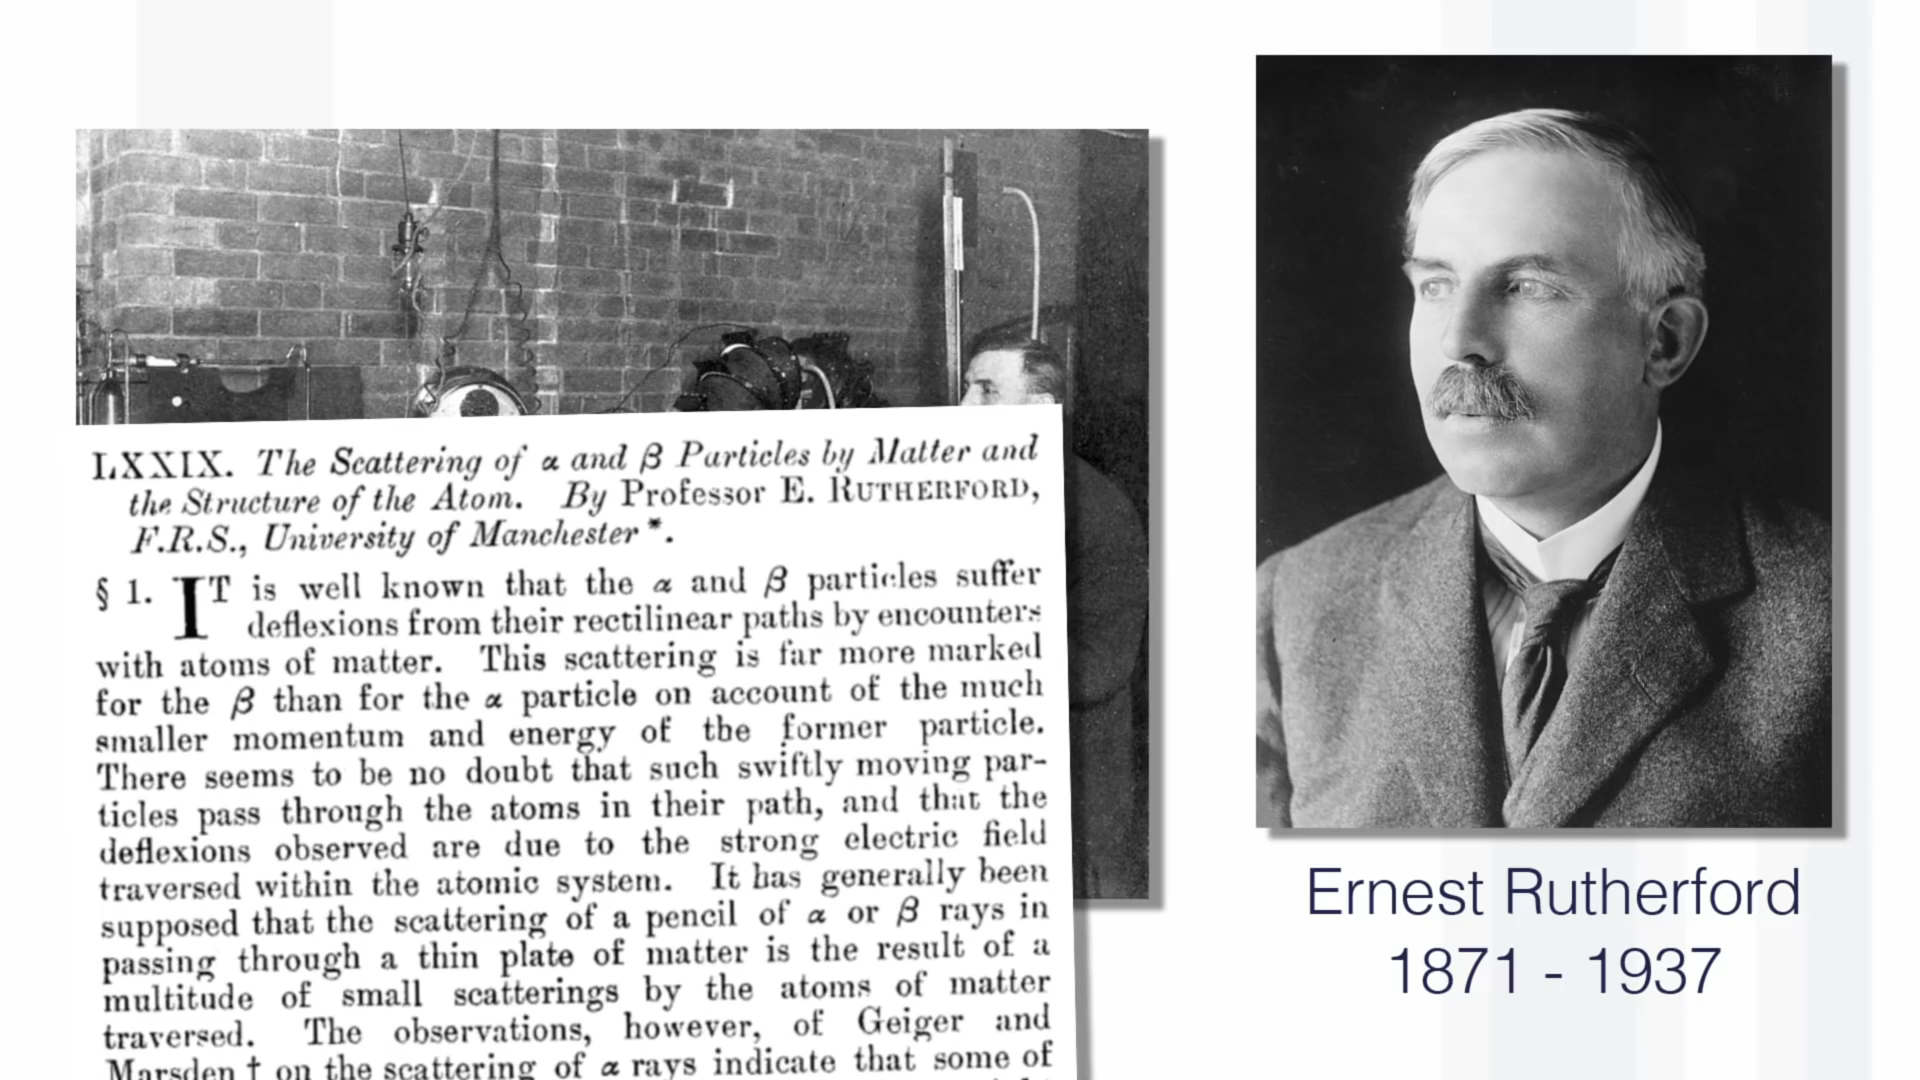 LXXIX. The Scattering of α and β Particles by Matter and
the Structure of the Atom. By Professor E. RUTHERFORD,
F.R.S., University of Manchester *.
§ 1. IT is well known that the α and β particles suffer
deflexions from their rectilinear paths by encounters
with atoms of matter. This scattering is far more marked
for the β than for the α particle on account of the much
smaller momentum and energy of the former particle.
There seems to be no doubt that such swiftly moving par-
ticles pass through the atoms in their path, and that the
deflexions observed are due to the strong electric field
traversed within the atomic system. It has generally been
supposed that the scattering of a pencil of α or β rays in
passing through a thin plate of matter is the result of a
multitude of small scatterings by the atoms of matter
traversed. The observations, however, of Geiger and
Marsden † on the scattering of α rays indicate that some of
Ernest Rutherford
1871 - 1937